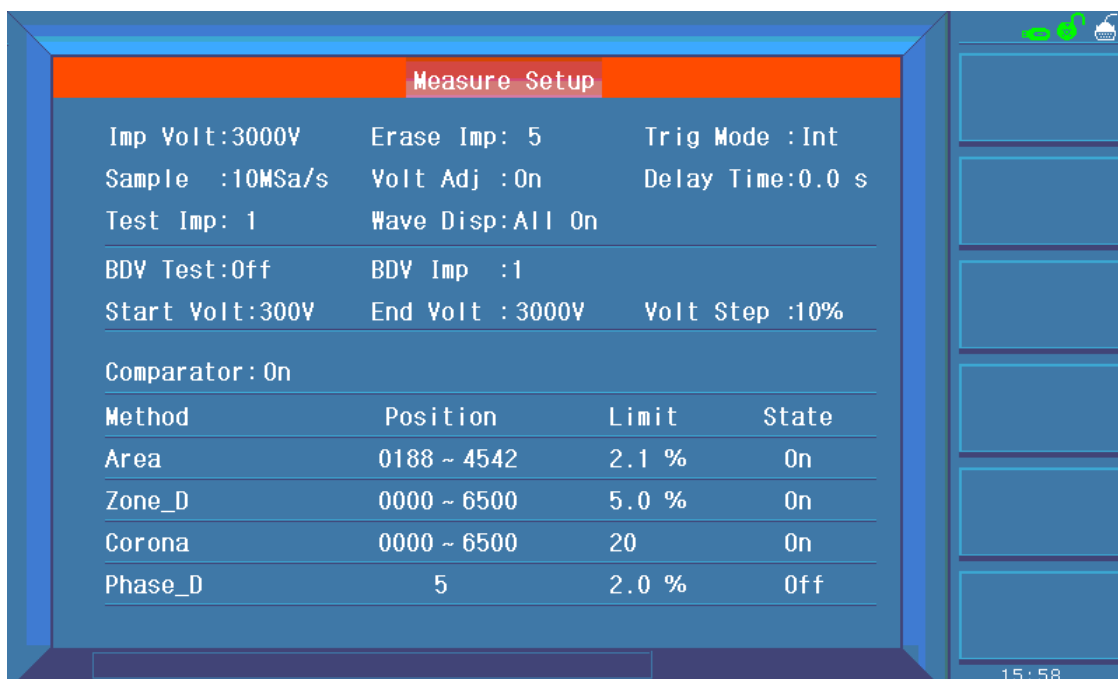 Measure Setup
Imp Volt:3000V Erase Imp: 5 Trig Mode :Int
Sample :10MSa/s Volt Adj :On Delay Time:0.0 s
Test Imp: 1 Wave Disp:All On
BDV Test:Off BDV Imp :1
Start Volt:300V End Volt :3000V Volt Step :10%
Comparator:On
Method Position Limit State
Area 0188 ~ 4542 2.1 % On
Zone_D 0000 ~ 6500 5.0 % On
Corona 0000 ~ 6500 20 On
Phase_D 5 2.0 % Off
15:58